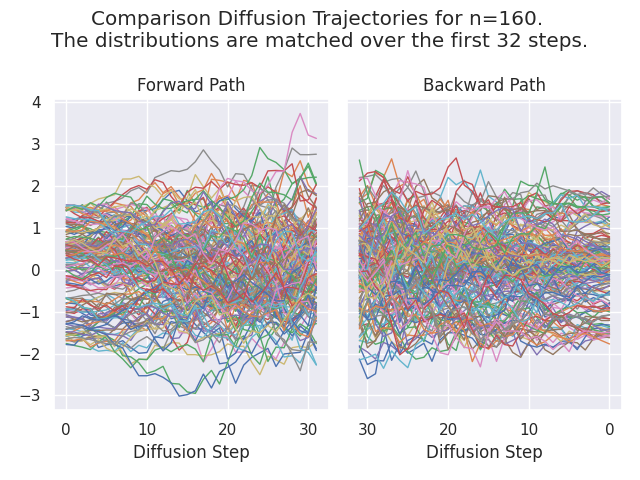 Comparison Diffusion Trajectories for n=160.
The distributions are matched over the first 32 steps.
Forward Path
Backward Path
4
3
2
1
0
−1
−2
−3
0 10 20 30
30 20 10 0
Diffusion Step
Diffusion Step